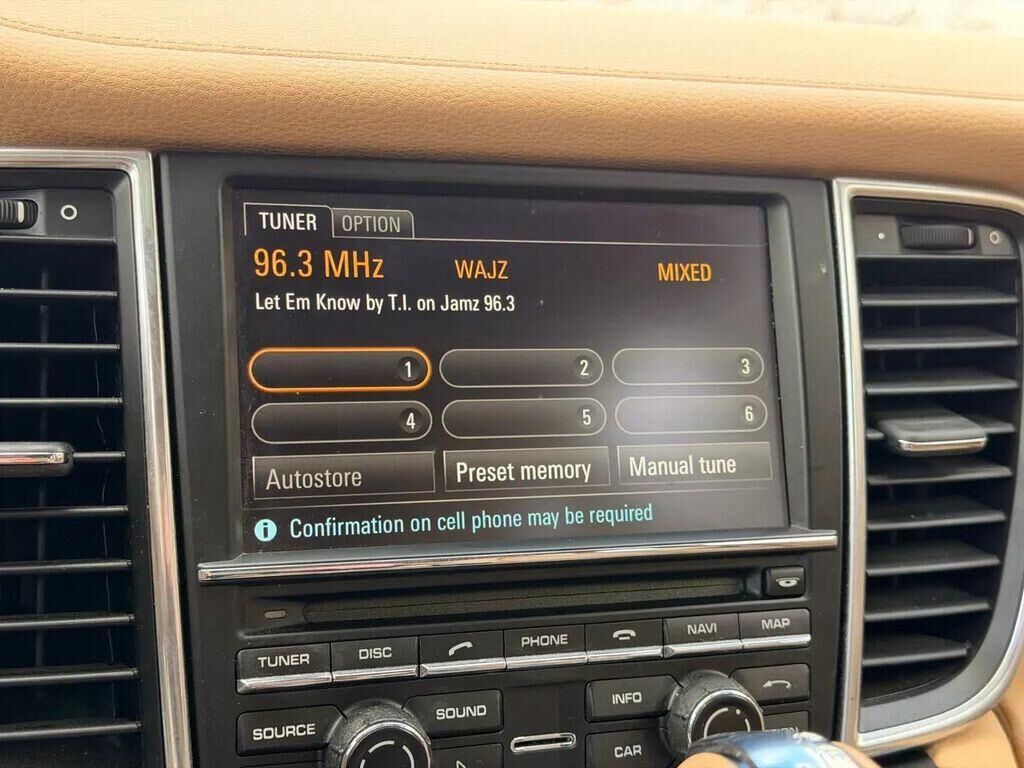 TUNER OPTION
96.3 MHz WAJZ MIXED
Let Em Know by T.I. on Jamz 96.3
1 2 3
4 5 6
Autostore Preset memory Manual tune
i Confirmation on cell phone may be required
TUNER DISC PHONE NAVI MAP
SOURCE SOUND INFO
CAR